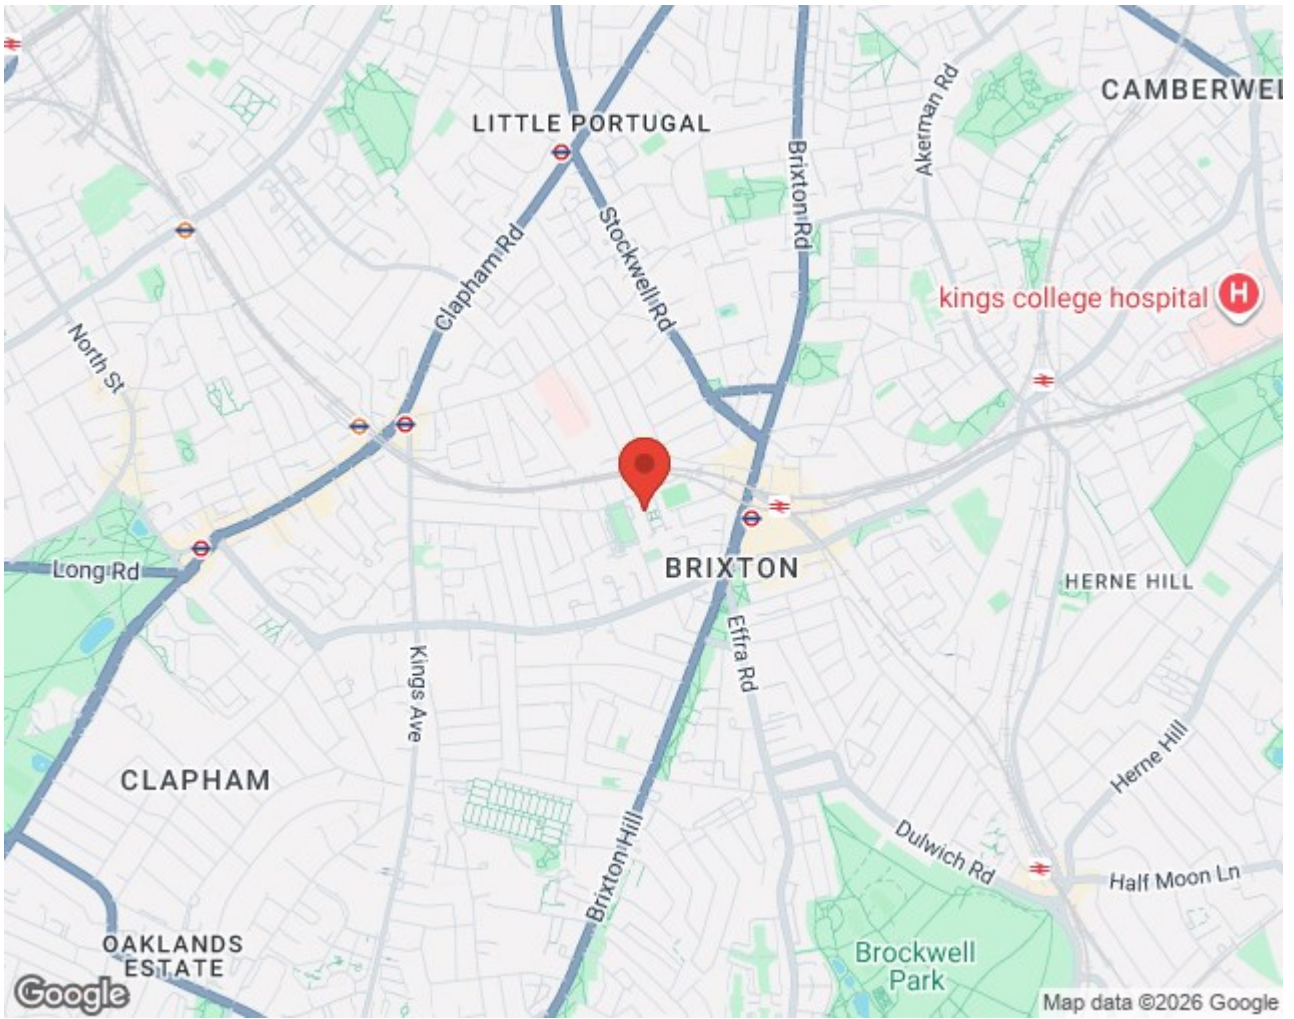 CAMBERWEL
LITTLE PORTUGAL
Akerman Rd
Brixton Rd
Stockwell Rd
Clapham Rd
kings college hospital
H
North St
BRIXTON
Long Rd
HERNE HILL
Effra Rd
Kings Ave
CLAPHAM
Herne Hill
Dulwich Rd
Brixton Hill
Half Moon Ln
OAKLANDS
ESTATE
Brockwell
Park
Google
Map data ©2026 Google